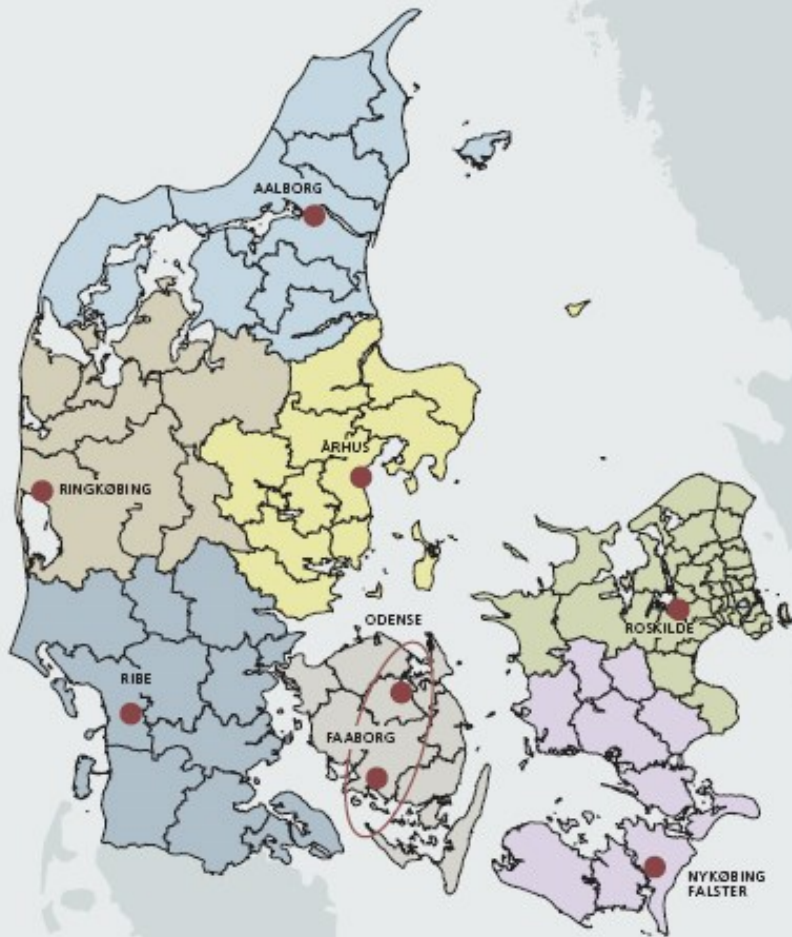 AALBORG
ÅRHUS
RINGKØBING
ODENSE
ROSKILDE
RIBE
FAABORG
NYKØBING
FALSTER